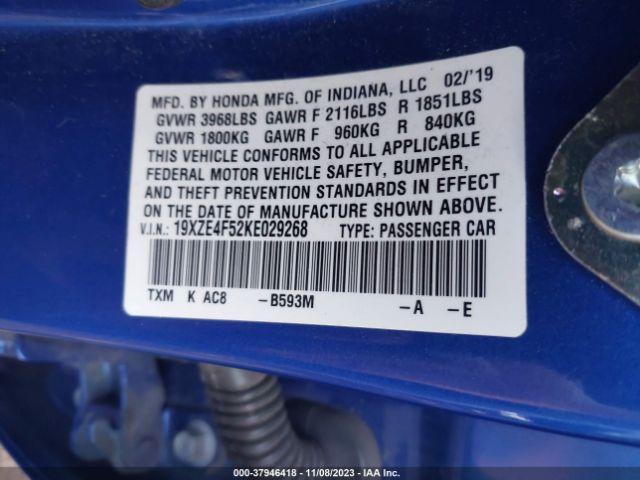 MFD. BY HONDA MFG. OF INDIANA, LLC 02/'19
GVWR 3968LBS GAWR F 2116LBS R 1851LBS
GVWR 1800KG GAWR F 960KG R 840KG
THIS VEHICLE CONFORMS TO ALL APPLICABLE
FEDERAL MOTOR VEHICLE SAFETY, BUMPER,
AND THEFT PREVENTION STANDARDS IN EFFECT
ON THE DATE OF MANUFACTURE SHOWN ABOVE.
V.I.N.: 19XZE4F52KE029268 TYPE: PASSENGER CAR
TXM K AC8 -B593M -A -E
000-37946418 - 11/08/2023 - IAA Inc.